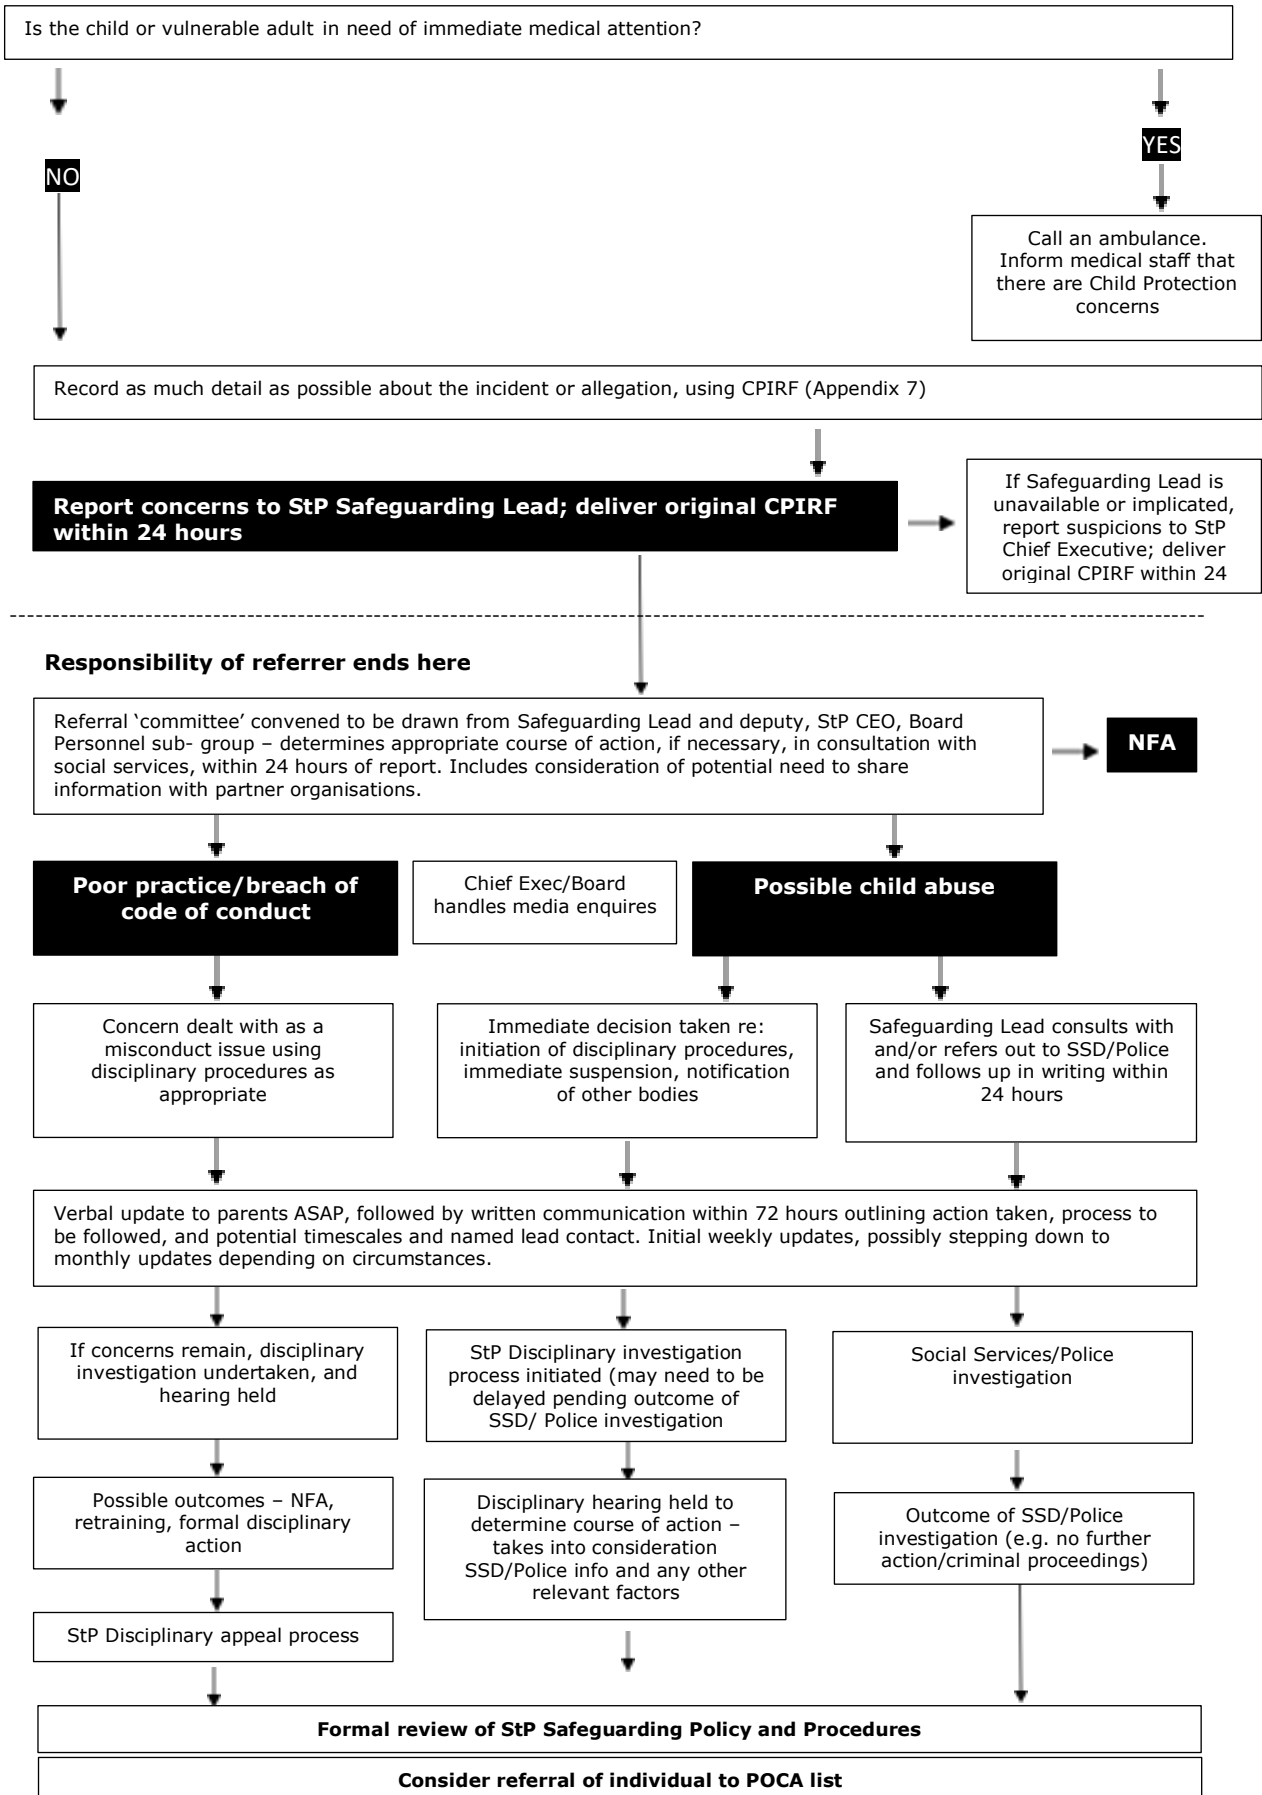 Is the child or vulnerable adult in need of immediate medical attention?
NO
YES
Call an ambulance.
Inform medical staff that
there are Child Protection
concerns
Record as much detail as possible about the incident or allegation, using CPIRF (Appendix 7)
Report concerns to StP Safeguarding Lead; deliver original CPIRF
within 24 hours
If Safeguarding Lead is
unavailable or implicated,
report suspicions to StP
Chief Executive; deliver
original CPIRF within 24
Responsibility of referrer ends here
Referral ‘committee’ convened to be drawn from Safeguarding Lead and deputy, StP CEO, Board
Personnel sub- group – determines appropriate course of action, if necessary, in consultation with
social services, within 24 hours of report. Includes consideration of potential need to share
information with partner organisations.
NFA
Poor practice/breach of
code of conduct
Chief Exec/Board
handles media enquires
Possible child abuse
Concern dealt with as a
misconduct issue using
disciplinary procedures as
appropriate
Immediate decision taken re:
initiation of disciplinary procedures,
immediate suspension, notification
of other bodies
Safeguarding Lead consults with
and/or refers out to SSD/Police
and follows up in writing within
24 hours
Verbal update to parents ASAP, followed by written communication within 72 hours outlining action taken, process to
be followed, and potential timescales and named lead contact. Initial weekly updates, possibly stepping down to
monthly updates depending on circumstances.
If concerns remain, disciplinary
investigation undertaken, and
hearing held
StP Disciplinary investigation
process initiated (may need to be
delayed pending outcome of
SSD/ Police investigation
Social Services/Police
investigation
Possible outcomes – NFA,
retraining, formal disciplinary
action
Disciplinary hearing held to
determine course of action –
takes into consideration
SSD/Police info and any other
relevant factors
Outcome of SSD/Police
investigation (e.g. no further
action/criminal proceedings)
StP Disciplinary appeal process
Formal review of StP Safeguarding Policy and Procedures
Consider referral of individual to POCA list